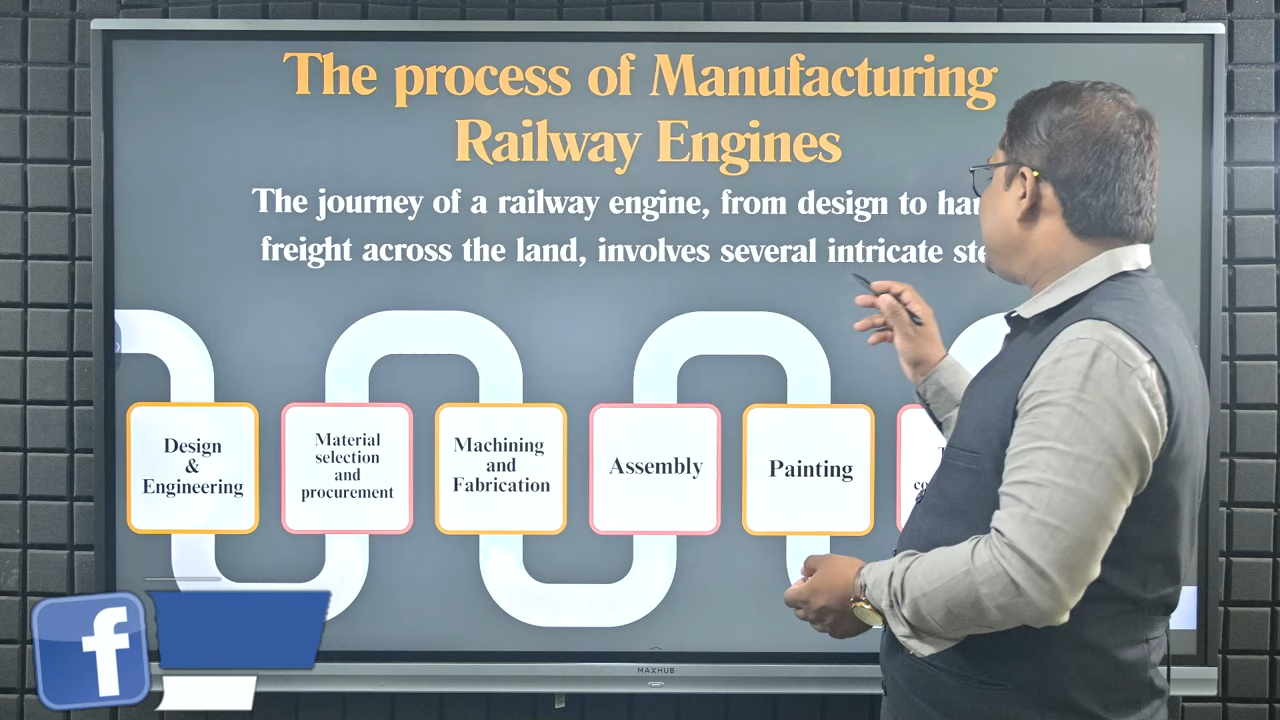 The process of Manufacturing
Railway Engines
The journey of a railway engine, from design to
freight across the land, involves several intricate
Design
&
Engineering
Material
selection
and
procurement
Machining
and
Fabrication
Assembly
Painting
f
MAXHUB